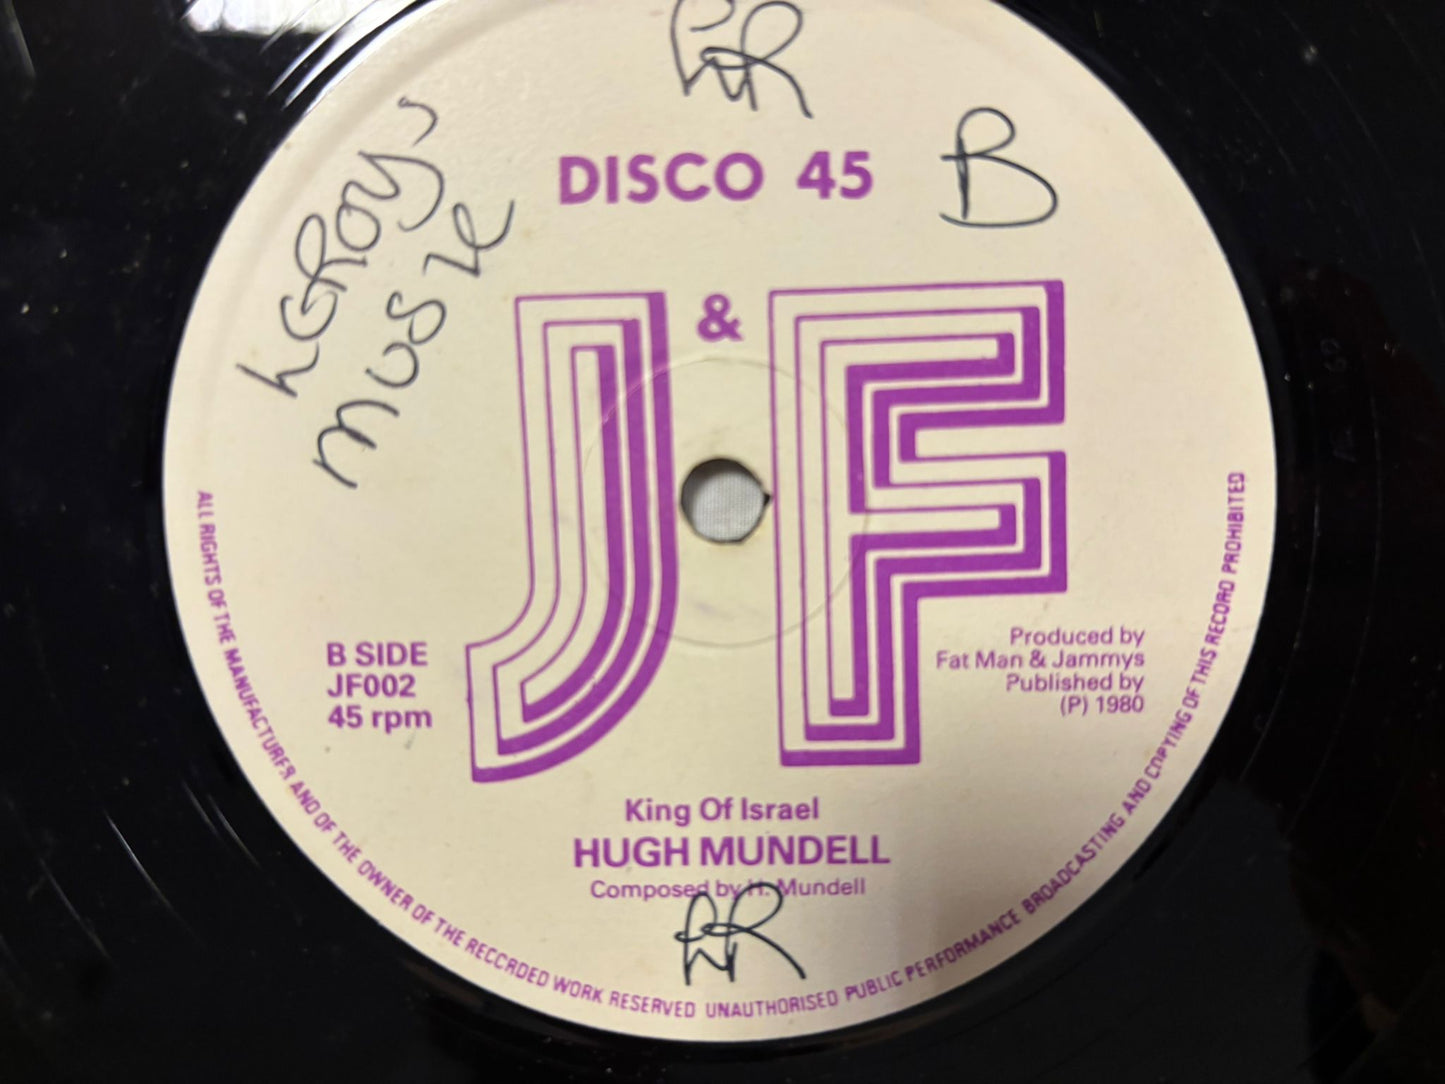 DISCO 45
B
LEROYS
MUSIC
J & F
B SIDE
JF002
45 rpm
Produced by
Fat Man & Jammys
Published by
(P) 1980
King Of Israel
HUGH MUNDELL
Composed by H. Mundell
ALL RIGHTS OF THE MANUFACTURER AND OF THE OWNER OF THE RECORDED WORK RESERVED UNAUTHORISED PUBLIC PERFORMANCE BROADCASTING AND COPYING OF THIS RECORD PROHIBITED